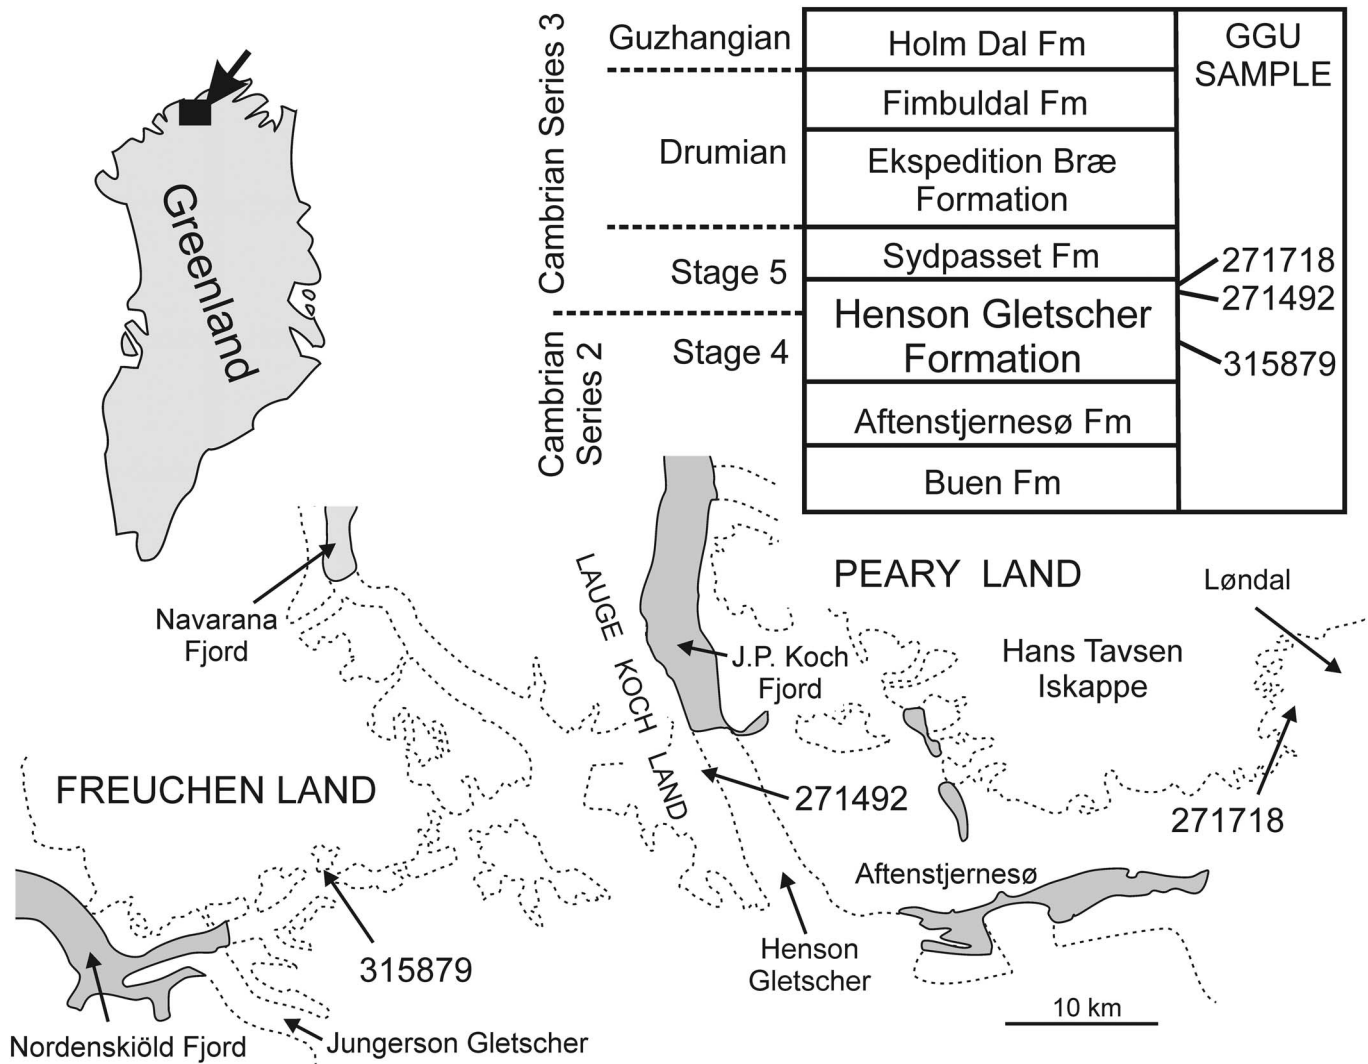 Greenland
Cambrian Series 3
Cambrian
Series 2
Guzhangian
Drumian
Stage 5
Stage 4
Holm Dal Fm
Fimbuldal Fm
Ekspedition Bræ
Formation
Sydpasset Fm
Henson Gletscher
Formation
Aftenstjernesø Fm
Buen Fm
GGU
SAMPLE
271718
271492
315879
Navarana
Fjord
LAUGE KOCH LAND
J.P. Koch
Fjord
PEARY LAND
Løndal
Hans Tavsen
Iskappe
FREUCHEN LAND
271492
271718
Aftenstjernesø
315879
Henson
Gletscher
10 km
Nordenskiöld Fjord
Jungerson Gletscher